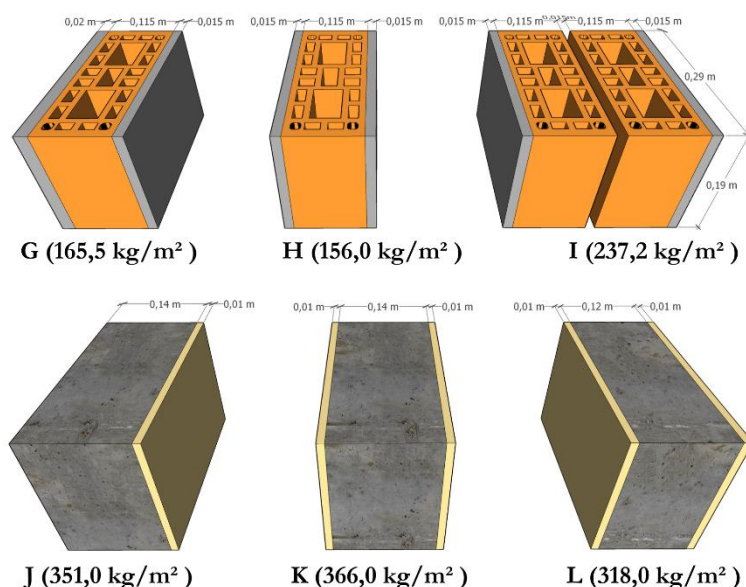 0,02 m 0,115 m 0,015 m
0,015 m 0,115 m 0,015 m
0,015 m 0,115 m 0,115 m 0,015 m
0,29 m
0,19 m
G (165,5 kg/m² )
H (156,0 kg/m² )
I (237,2 kg/m² )
0,14 m 0,01 m
0,01 m 0,14 m 0,01 m
0,01 m 0,12 m 0,01 m
J (351,0 kg/m² )
K (366,0 kg/m² )
L (318,0 kg/m² )